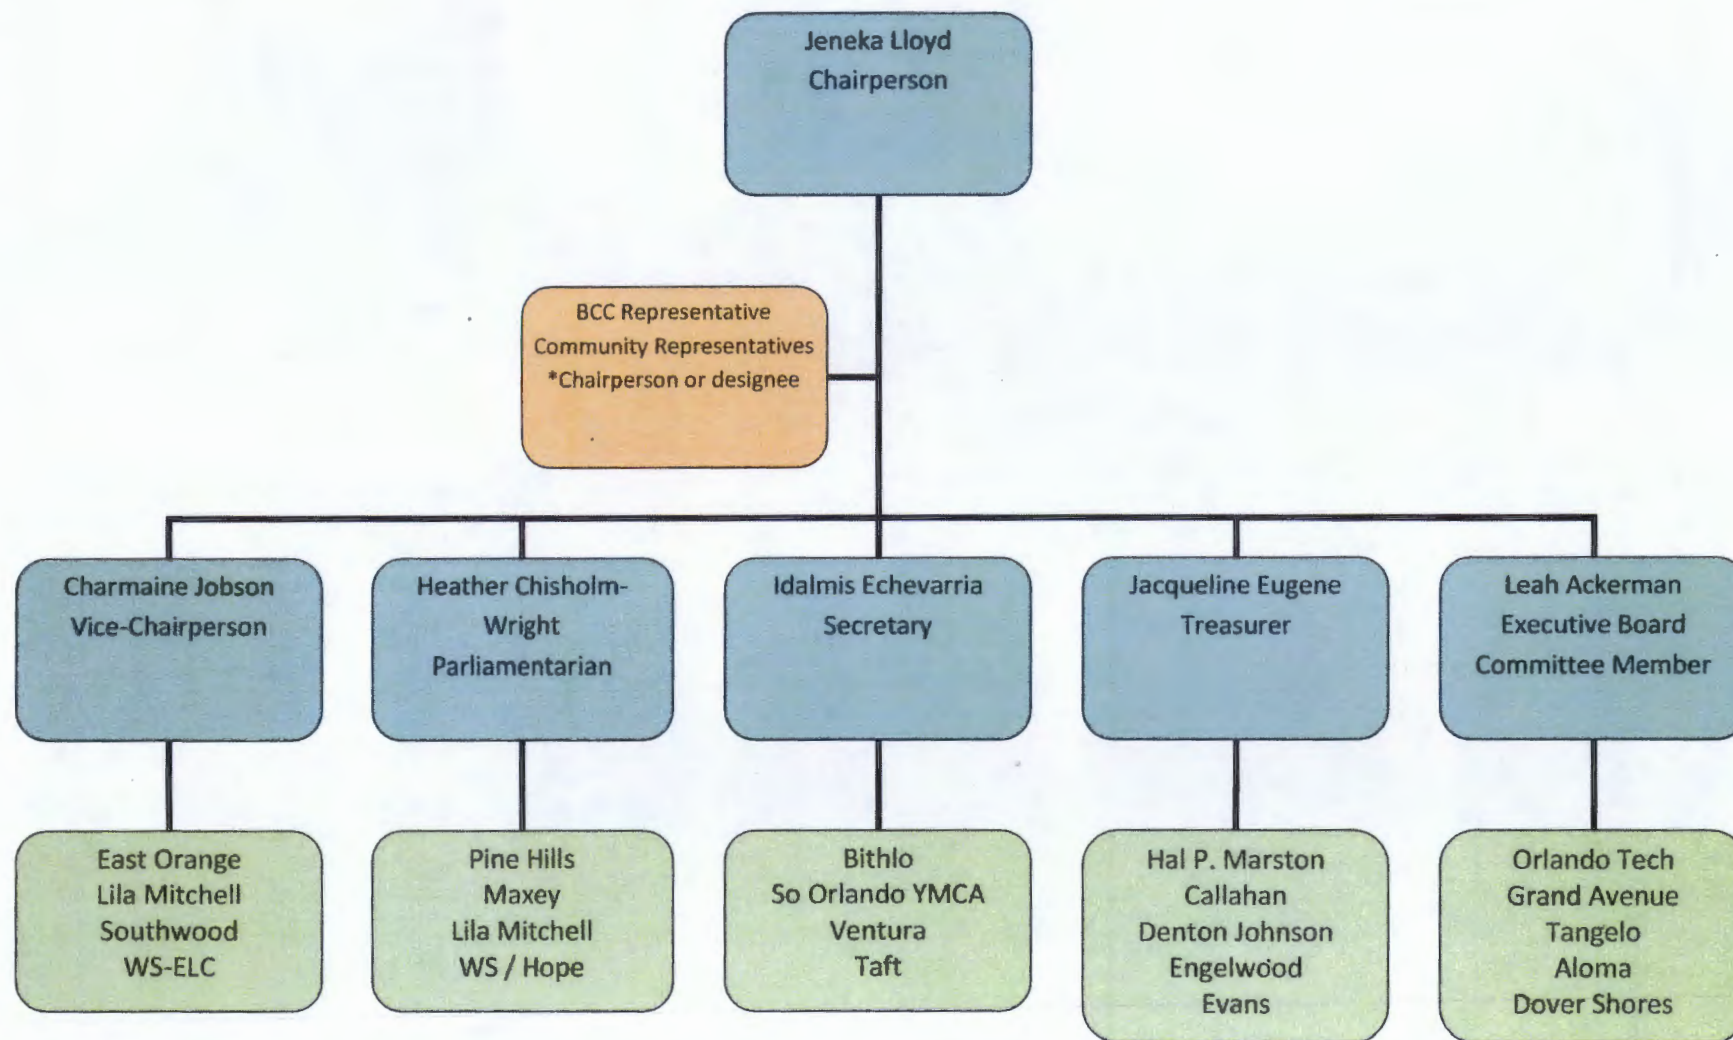 Jeneka Lloyd
Chairperson
BCC Representative
Community Representatives
*Chairperson or designee
Charmaine Jobson
Vice-Chairperson
Heather Chisholm-
Wright
Parliamentarian
Idalmis Echevarria
Secretary
Jacqueline Eugene
Treasurer
Leah Ackerman
Executive Board
Committee Member
East Orange
Lila Mitchell
Southwood
WS-ELC
Pine Hills
Maxey
Lila Mitchell
WS / Hope
Bithlo
So Orlando YMCA
Ventura
Taft
Hal P. Marston
Callahan
Denton Johnson
Engelwood
Evans
Orlando Tech
Grand Avenue
Tangelo
Aloma
Dover Shores